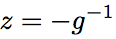 z = −g⁻¹